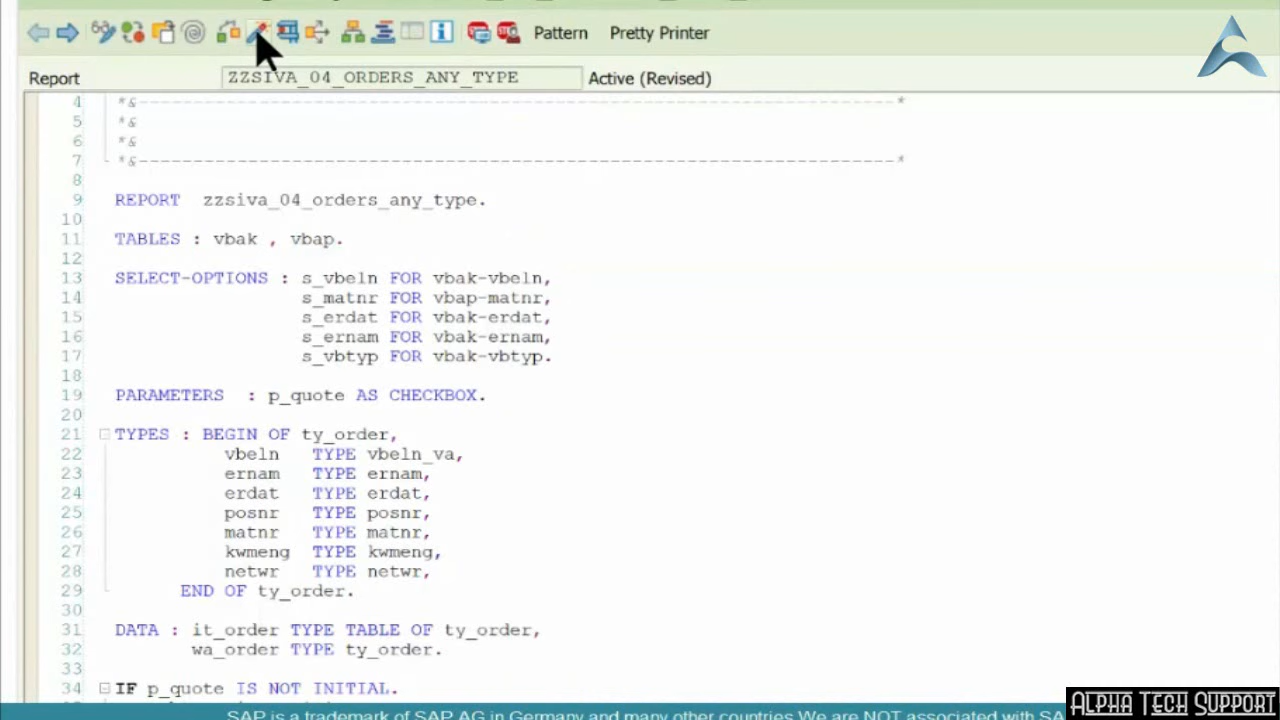 Pattern Pretty Printer
Report ZZSIVA_04_ORDERS_ANY_TYPE Active (Revised)
4 *&---------------------------------------------------------------------*
5 *&
6 *&
7 *&---------------------------------------------------------------------*
8
9 REPORT zzsiva_04_orders_any_type.
10
11 TABLES : vbak , vbap.
12
13 SELECT-OPTIONS : s_vbeln FOR vbak-vbeln,
14 s_matnr FOR vbap-matnr,
15 s_erdat FOR vbak-erdat,
16 s_ernam FOR vbak-ernam,
17 s_vbtyp FOR vbak-vbtyp.
18
19 PARAMETERS : p_quote AS CHECKBOX.
20
21 TYPES : BEGIN OF ty_order,
22 vbeln TYPE vbeln_va,
23 ernam TYPE ernam,
24 erdat TYPE erdat,
25 posnr TYPE posnr,
26 matnr TYPE matnr,
27 kwmeng TYPE kwmeng,
28 netwr TYPE netwr,
29 END OF ty_order.
30
31 DATA : it_order TYPE TABLE OF ty_order,
32 wa_order TYPE ty_order.
33
34 IF p_quote IS NOT INITIAL.
SAP is a trademark of SAP AG in Germany and many other countries.We are NOT associated with SA
ALPHA TECH SUPPORT